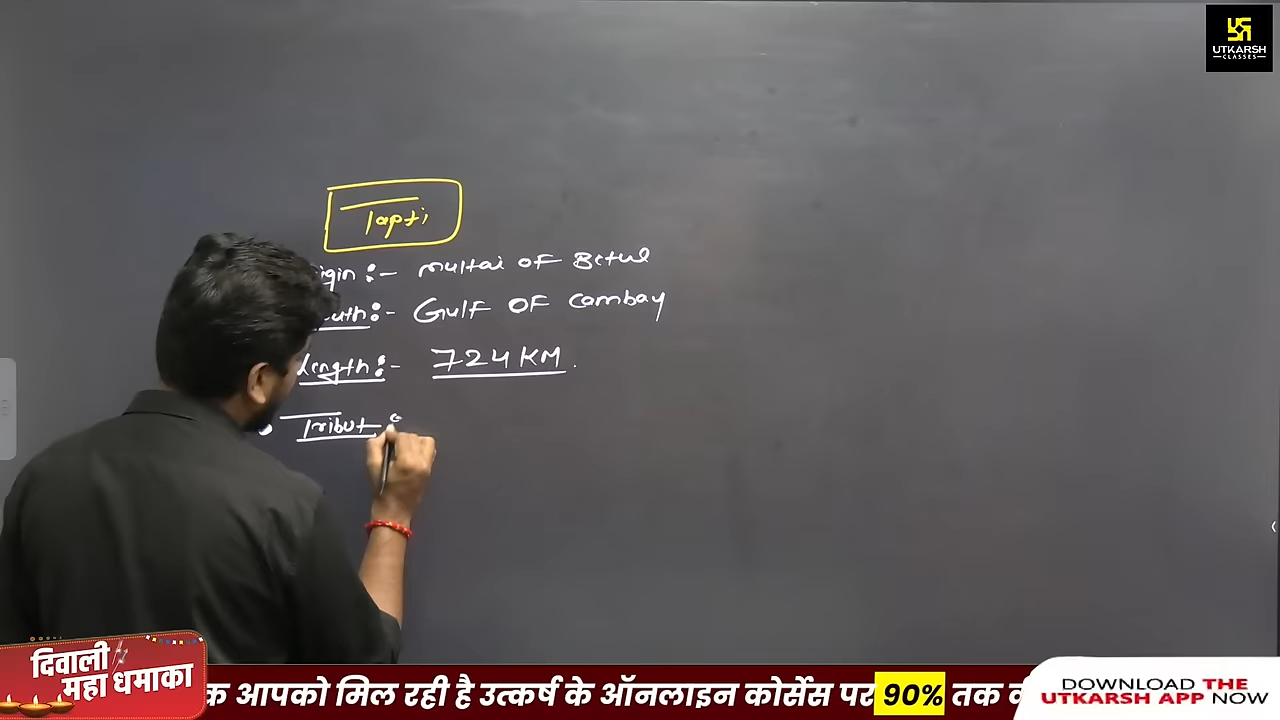 UTKARSH
CLASSES
Tapti
igin :- multai of Betul
outh :- Gulf of Cambay
Length :- 724 KM.
Tribut
दिवाली
महा धमाका
क आपको मिल रही है उत्कर्ष के ऑनलाइन कोर्सेस पर 90% तक
DOWNLOAD THE
UTKARSH APP NOW